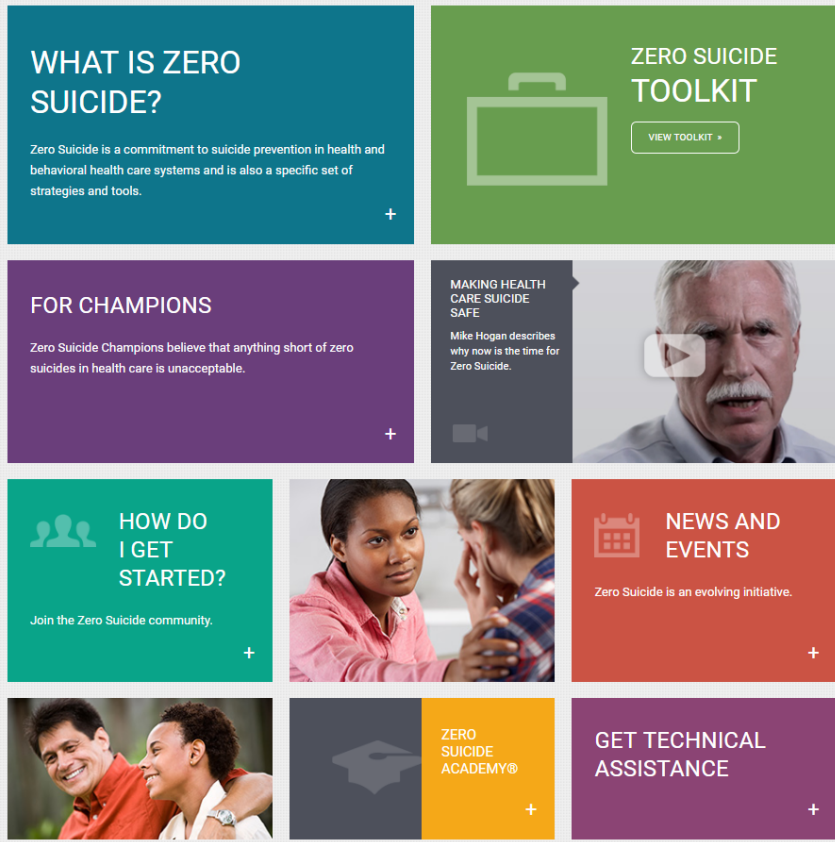 WHAT IS ZERO
SUICIDE?
Zero Suicide is a commitment to suicide prevention in health and
behavioral health care systems and is also a specific set of
strategies and tools.
+
ZERO SUICIDE
TOOLKIT
VIEW TOOLKIT »
FOR CHAMPIONS
Zero Suicide Champions believe that anything short of zero
suicides in health care is unacceptable.
+
MAKING HEALTH
CARE SUICIDE
SAFE
Mike Hogan describes
why now is the time for
Zero Suicide.
HOW DO
I GET
STARTED?
Join the Zero Suicide community.
+
NEWS AND
EVENTS
Zero Suicide is an evolving initiative.
+
ZERO
SUICIDE
ACADEMY®
+
GET TECHNICAL
ASSISTANCE
+